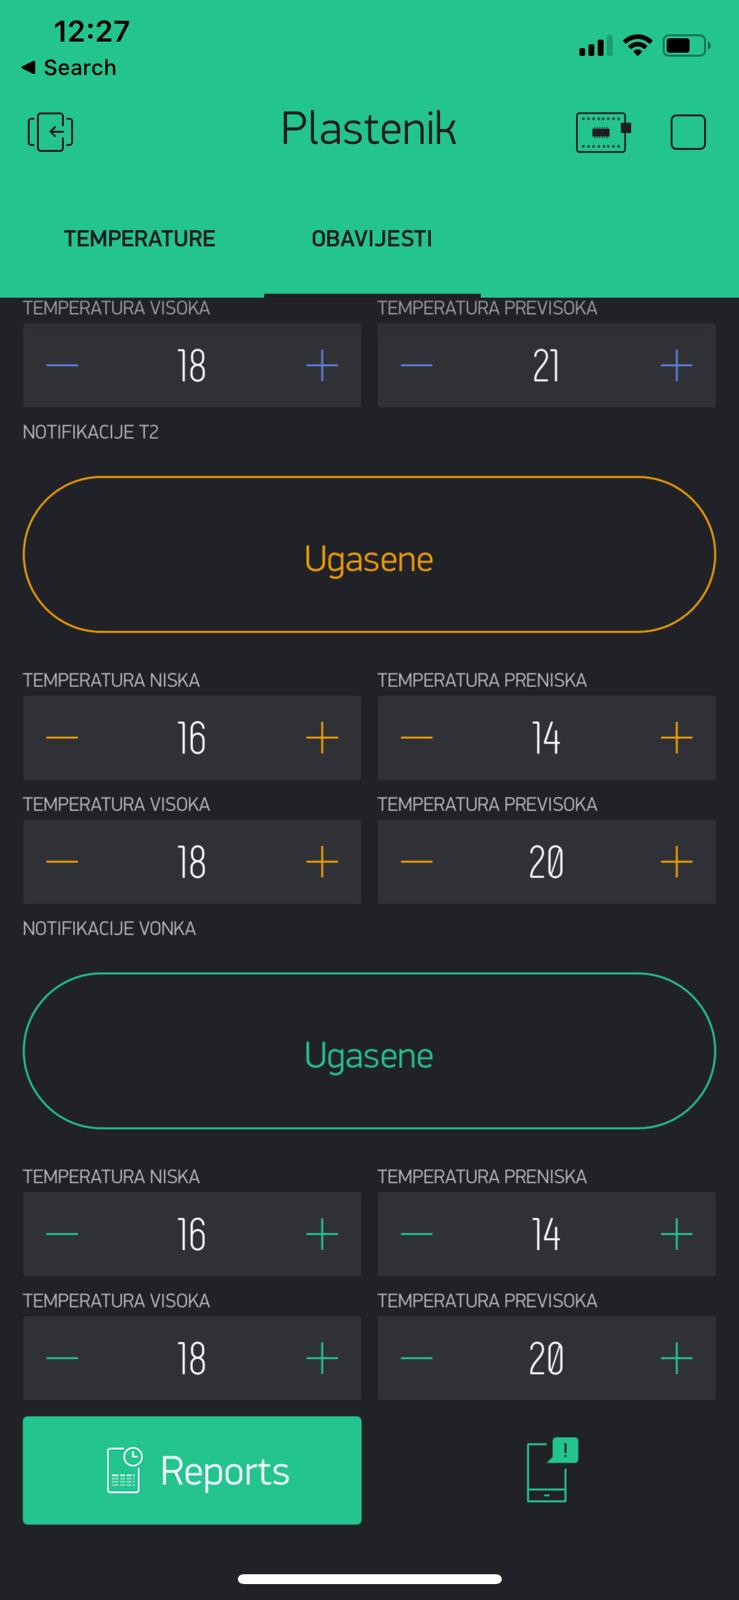 12:27
Search
Plastenik
TEMPERATURE OBAVIJESTI
TEMPERATURA VISOKA TEMPERATURA PREVISOKA
18 21
NOTIFIKACIJE T2
Ugasene
TEMPERATURA NISKA TEMPERATURA PRENISKA
16 14
TEMPERATURA VISOKA TEMPERATURA PREVISOKA
18 20
NOTIFIKACIJE VONKA
Ugasene
TEMPERATURA NISKA TEMPERATURA PRENISKA
16 14
TEMPERATURA VISOKA TEMPERATURA PREVISOKA
18 20
Reports